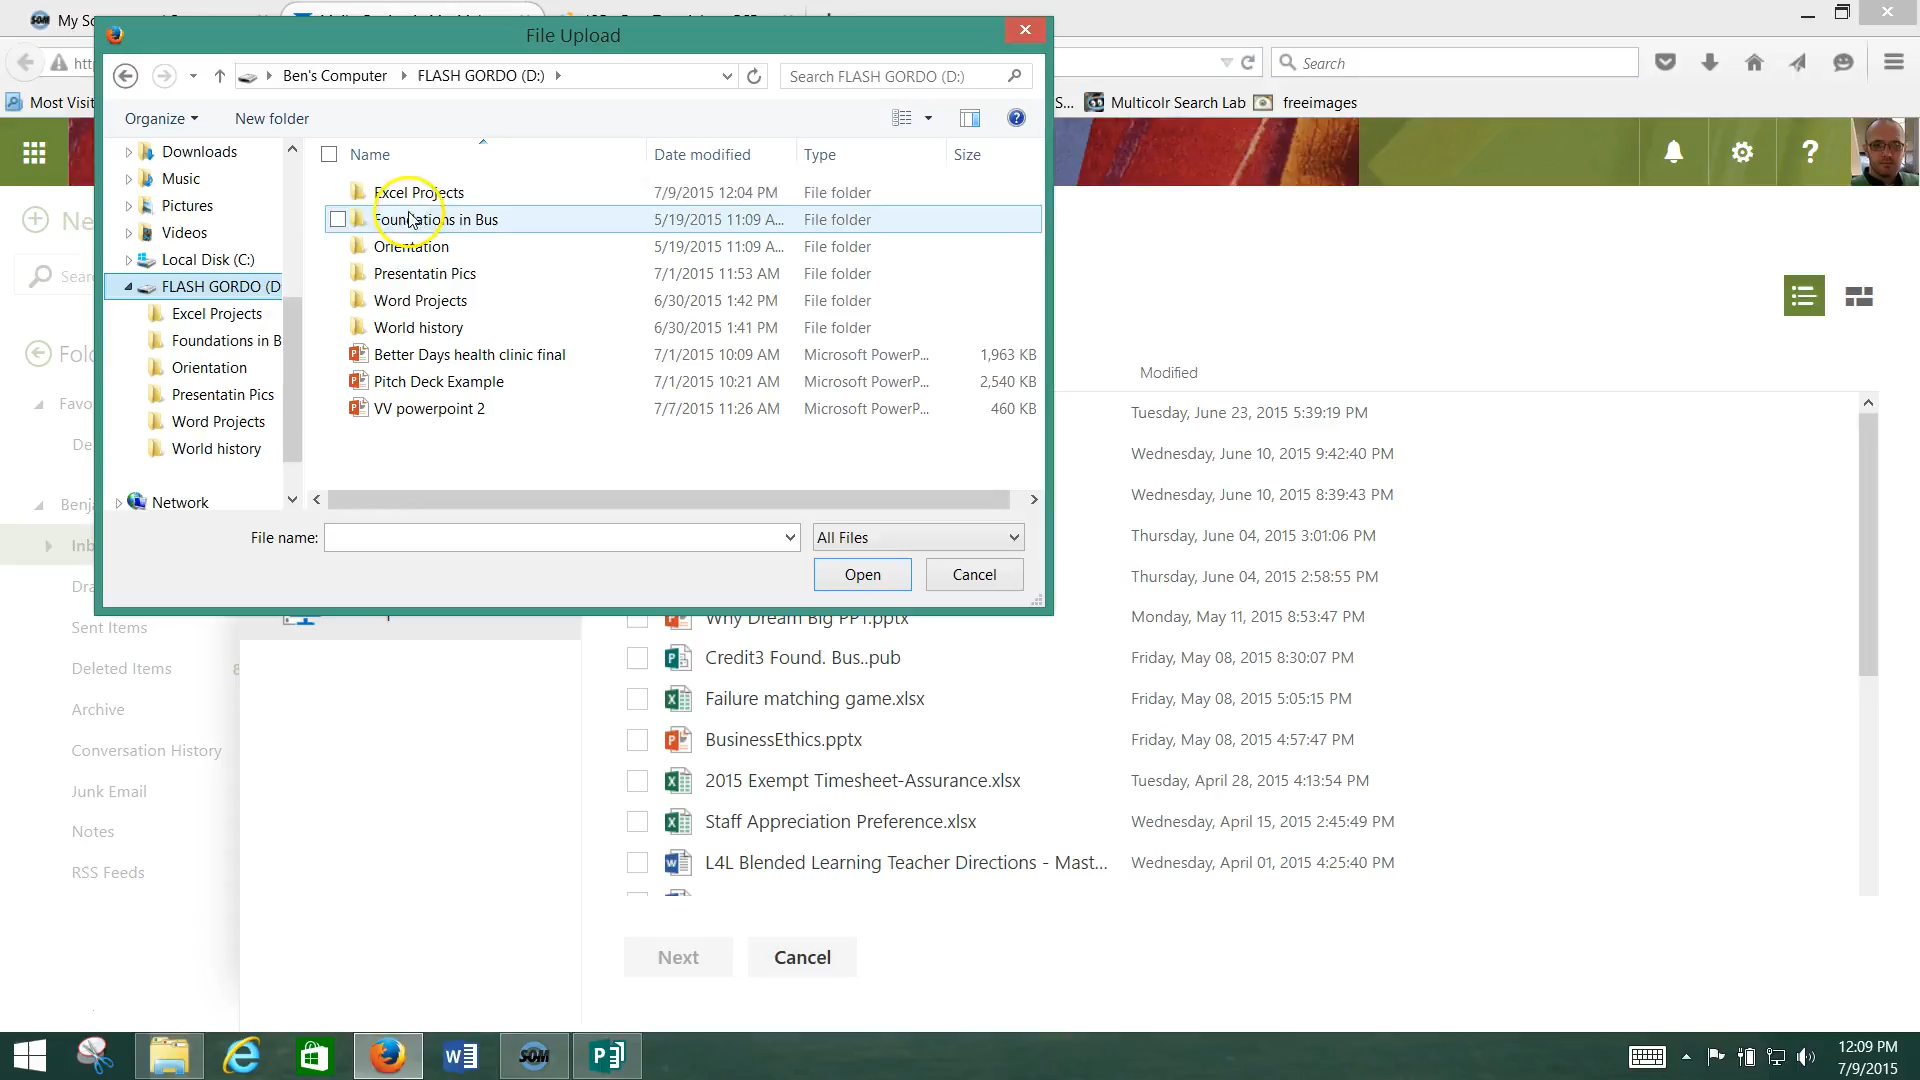 My S
File Upload
Ben's Computer
FLASH GORDO (D:)
Search FLASH GORDO (D:)
Search
Most Visit
Multicolr Search Lab
freeimages
Organize
New folder
Name
Date modified
Type
Size
Downloads
Music
Pictures
Videos
Local Disk (C:)
FLASH GORDO (D
Excel Projects
Foundations in B
Orientation
Presentatin Pics
Word Projects
World history
Network
Excel Projects 7/9/2015 12:04 PM File folder
Foundations in Bus 5/19/2015 11:09 A... File folder
Orientation 5/19/2015 11:09 A... File folder
Presentatin Pics 7/1/2015 11:53 AM File folder
Word Projects 6/30/2015 1:42 PM File folder
World history 6/30/2015 1:41 PM File folder
Better Days health clinic final 7/1/2015 10:09 AM Microsoft PowerP... 1,963 KB
Pitch Deck Example 7/1/2015 10:21 AM Microsoft PowerP... 2,540 KB
VV powerpoint 2 7/7/2015 11:26 AM Microsoft PowerP... 460 KB
File name:
All Files
Open
Cancel
Ne
Sear
Fol
Favo
De
Benj
Inb
Dra
Sent Items
Deleted Items 8
Archive
Conversation History
Junk Email
Notes
RSS Feeds
Modified
Tuesday, June 23, 2015 5:39:19 PM
Wednesday, June 10, 2015 9:42:40 PM
Wednesday, June 10, 2015 8:39:43 PM
Thursday, June 04, 2015 3:01:06 PM
Thursday, June 04, 2015 2:58:55 PM
Why Dream Big PPT.pptx Monday, May 11, 2015 8:53:47 PM
Credit3 Found. Bus..pub Friday, May 08, 2015 8:30:07 PM
Failure matching game.xlsx Friday, May 08, 2015 5:05:15 PM
BusinessEthics.pptx Friday, May 08, 2015 4:57:47 PM
2015 Exempt Timesheet-Assurance.xlsx Tuesday, April 28, 2015 4:13:54 PM
Staff Appreciation Preference.xlsx Wednesday, April 15, 2015 2:45:49 PM
L4L Blended Learning Teacher Directions - Mast... Wednesday, April 01, 2015 4:25:40 PM
Next
Cancel
SOM
12:09 PM
7/9/2015